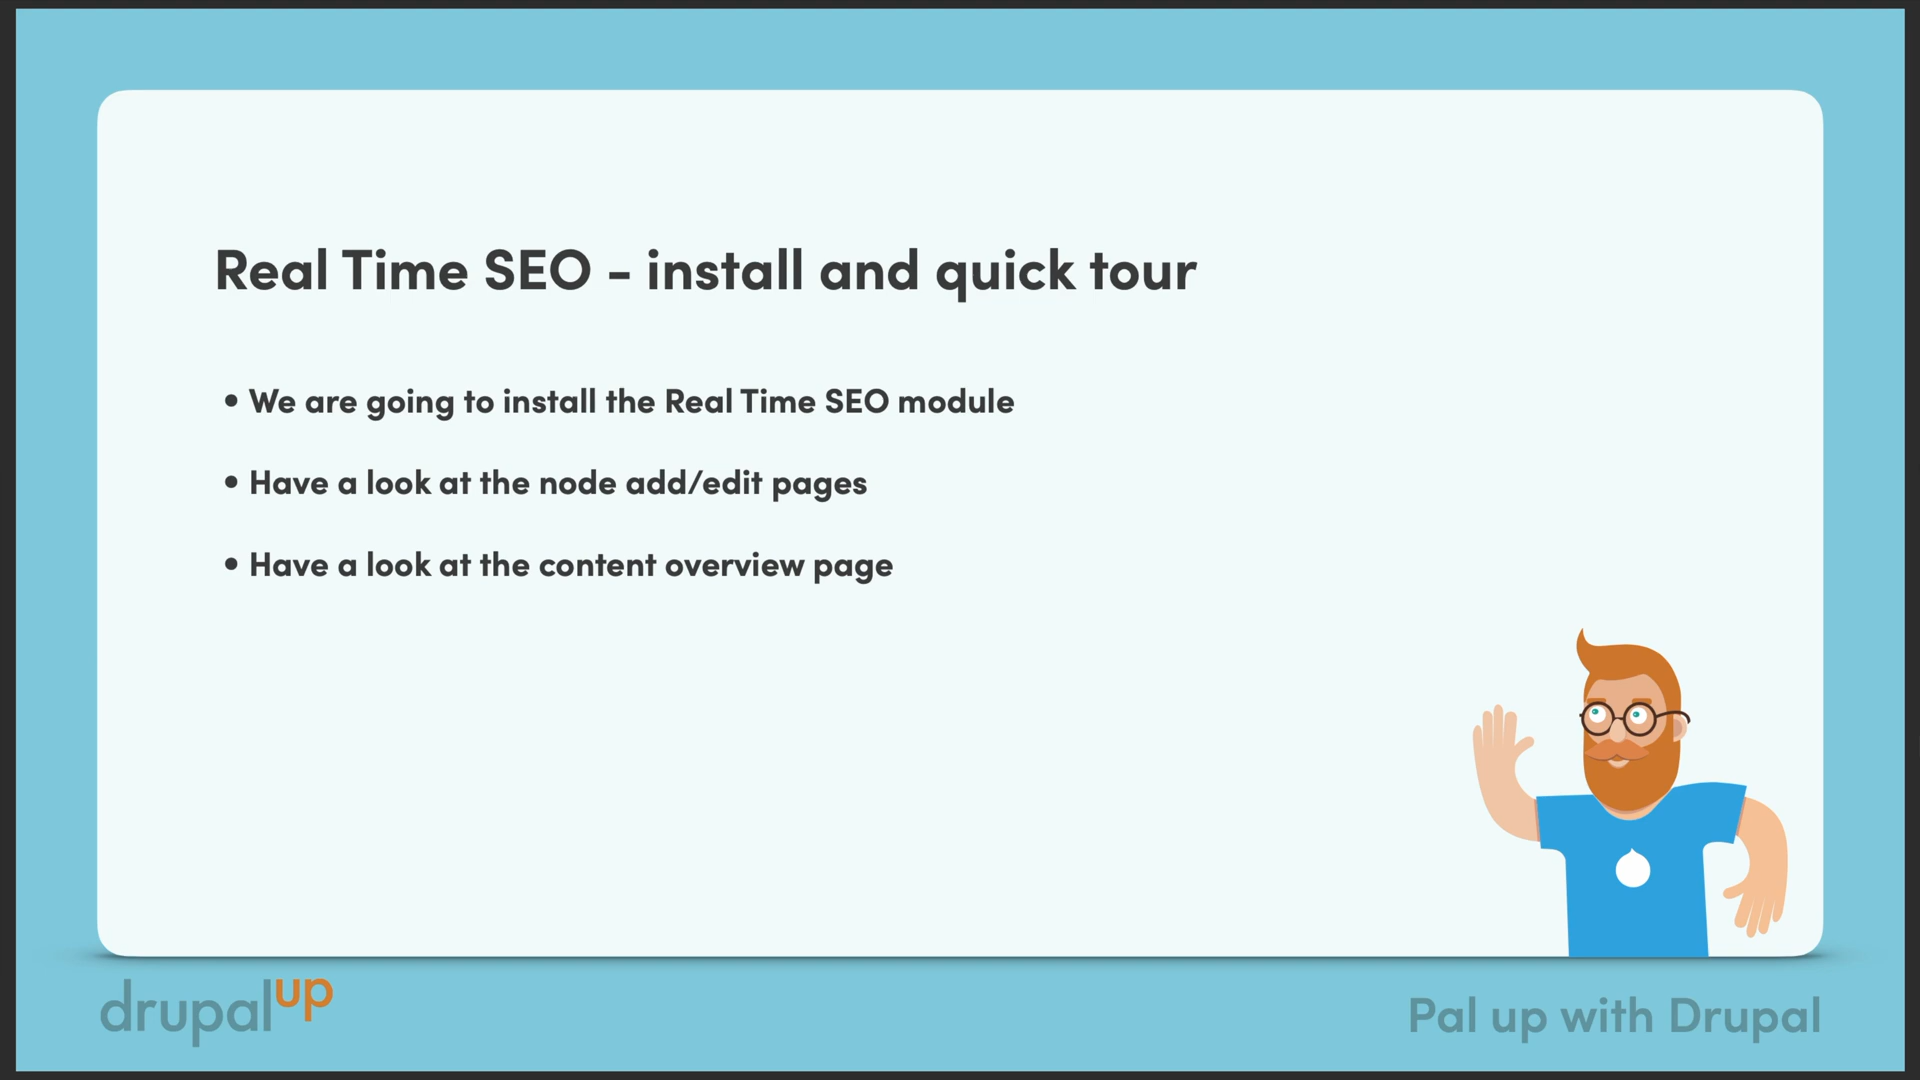 Real Time SEO - install and quick tour
• We are going to install the Real Time SEO module
• Have a look at the node add/edit pages
• Have a look at the content overview page
drupalup
Pal up with Drupal